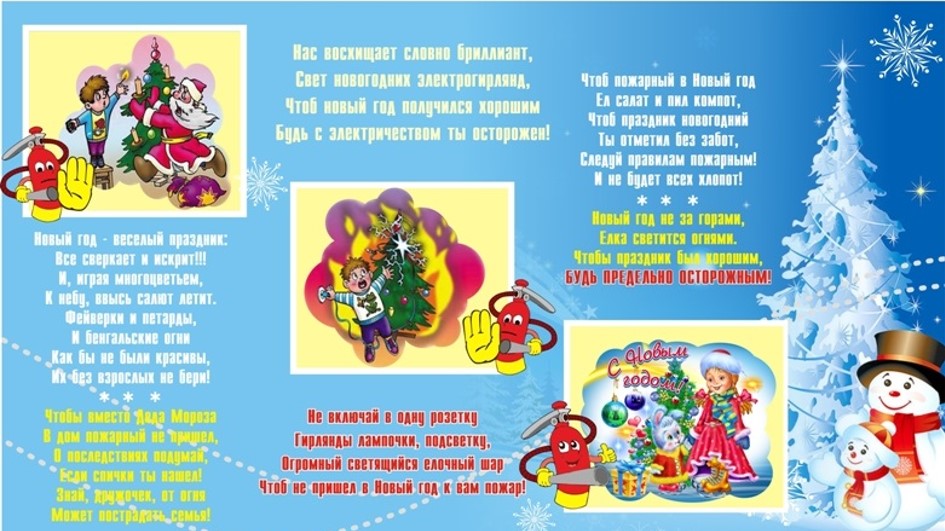 Новый год - веселый праздник:
Все сверкает и искрит!!!
И, играя многоцветьем,
К небу, ввысь салют летит.
Фейверки и петарды,
И бенгальские огни
Как бы не были красивы,
Их без взрослых не бери!
* * *
Чтобы вместо Деда Мороза
В дом пожарный не пришел,
О последствиях подумай,
Если спички ты нашел!
Знай, дружочек, от огня
Может пострадать семья!
Нас восхищает словно бриллиант,
Свет новогодних электрогирлянд,
Чтоб новый год получился хорошим
Будь с электричеством ты осторожен!
Не включай в одну розетку
Гирлянды лампочки, подсветку,
Огромный светящийся елочный шар
Чтоб не пришел в Новый год к вам пожар!
Чтоб пожарный в Новый год
Ел салат и пил компот,
Чтоб праздник новогодний
Ты отметил без забот,
Следуй правилам пожарным!
И не будет всех хлопот!
* * *
Новый год не за горами,
Елка светится огнями.
Чтобы праздник был хорошим,
БУДЬ ПРЕДЕЛЬНО ОСТОРОЖНЫМ!
С Новым
годом!